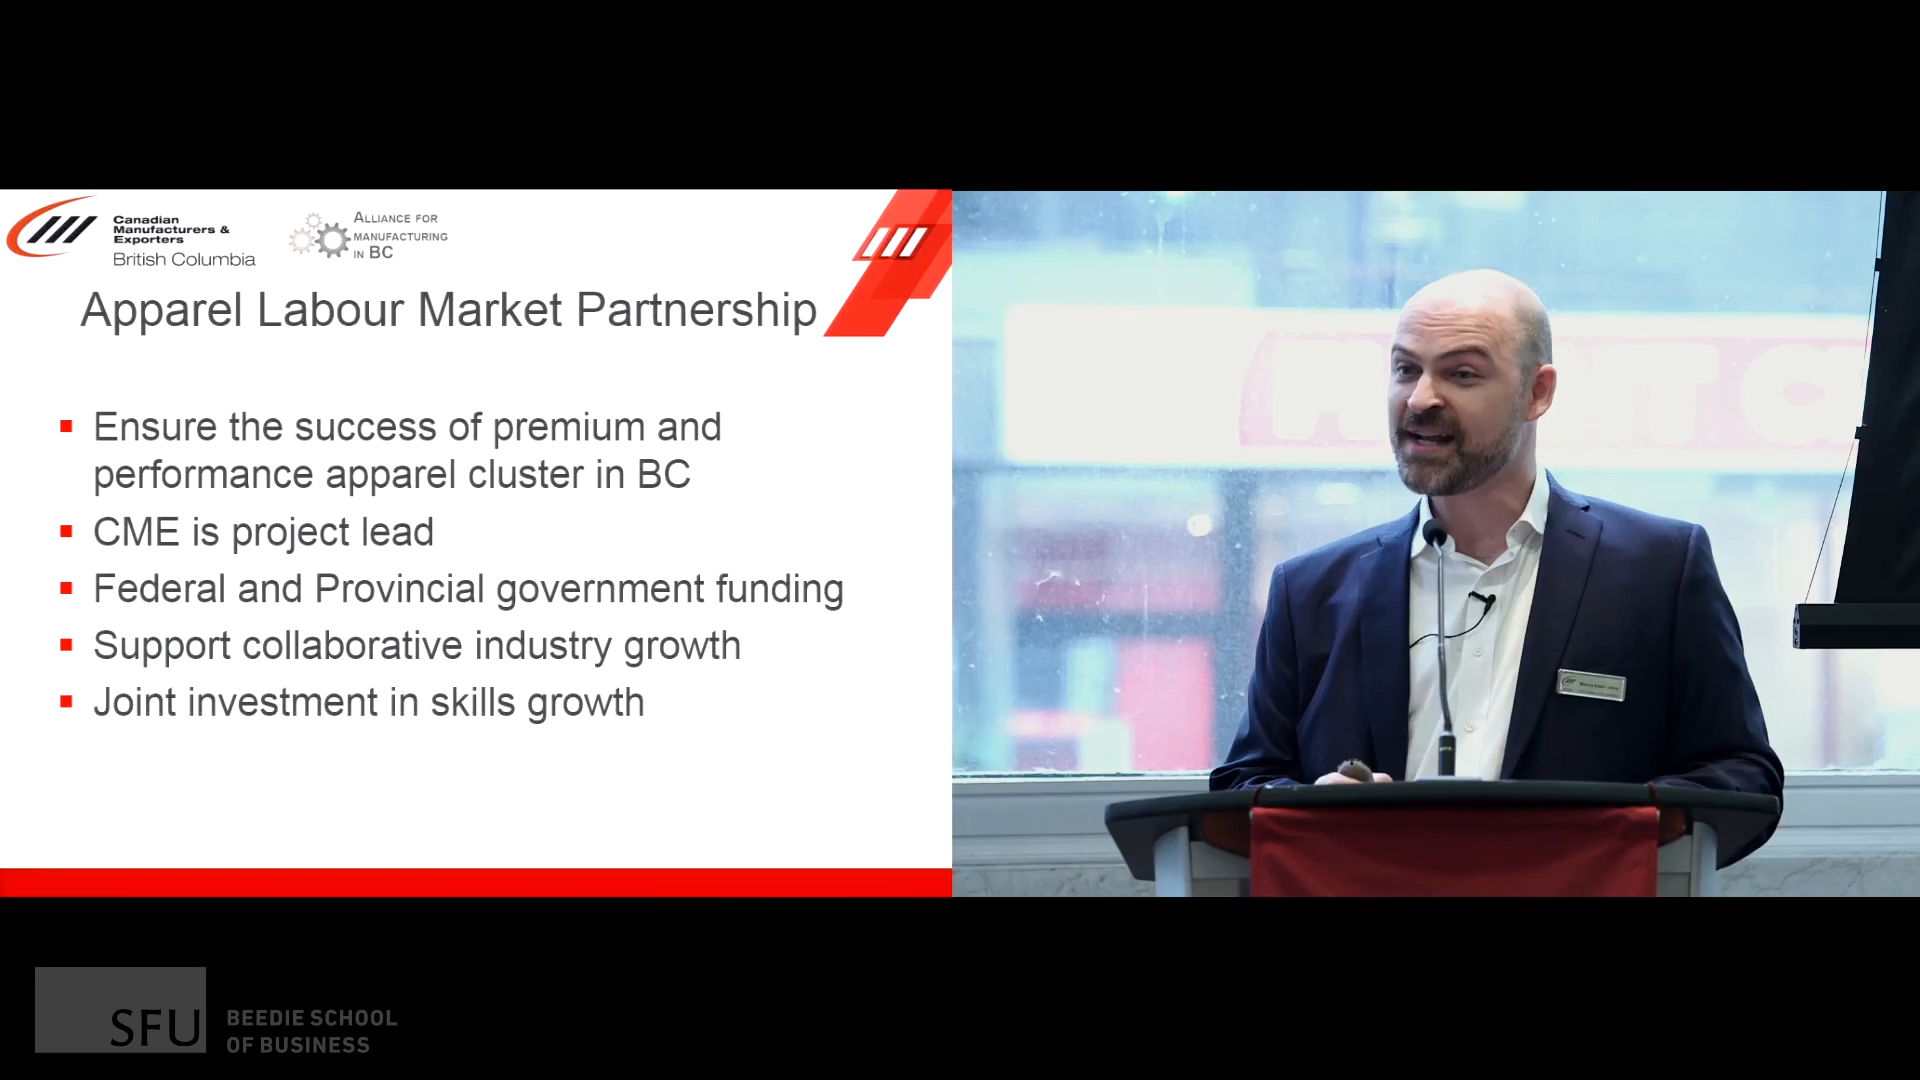 Canadian
Manufacturers &
Exporters
British Columbia
ALLIANCE FOR
MANUFACTURING
IN BC
Apparel Labour Market Partnership
Ensure the success of premium and
performance apparel cluster in BC
CME is project lead
Federal and Provincial government funding
Support collaborative industry growth
Joint investment in skills growth
SFU
BEEDIE SCHOOL
OF BUSINESS